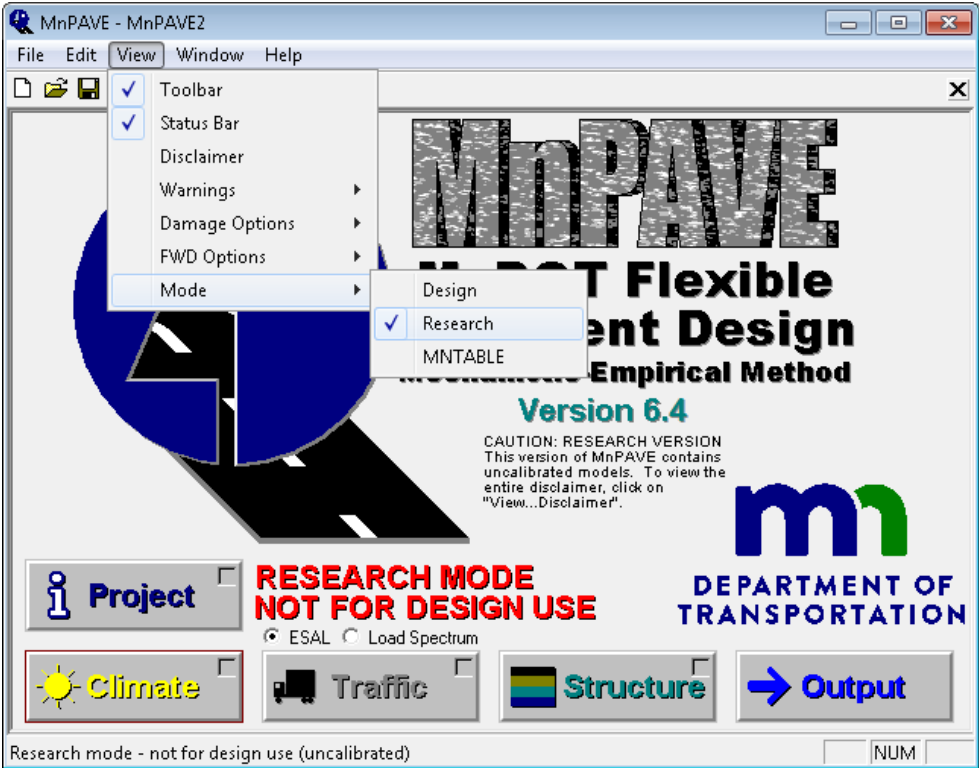 MnPAVE - MnPAVE2
File Edit View Window Help
Toolbar
Status Bar
Disclaimer
Warnings
Damage Options
FWD Options
Mode
Design
Research
MNTABLE
MnPAVE
Flexible
Design
Empirical Method
Version 6.4
CAUTION: RESEARCH VERSION
This version of MnPAVE contains
uncalibrated models. To view the
entire disclaimer, click on
"View...Disclaimer".
mn
DEPARTMENT OF
TRANSPORTATION
Project
RESEARCH MODE
NOT FOR DESIGN USE
ESAL Load Spectrum
Climate Traffic Structure Output
Research mode - not for design use (uncalibrated) NUM